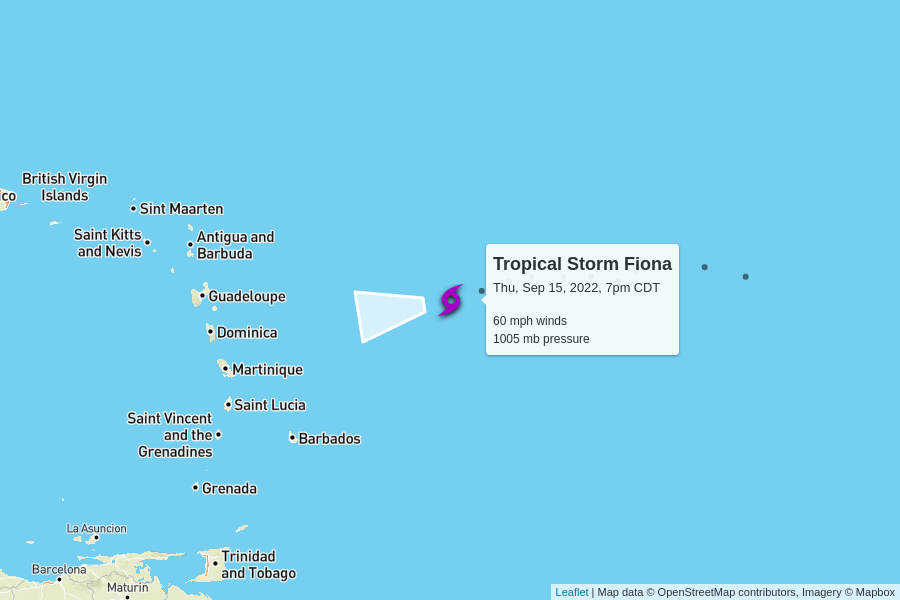 British Virgin
Islands
ico
Sint Maarten
Saint Kitts
and Nevis
Antigua and
Barbuda
Guadeloupe
Dominica
Martinique
Saint Lucia
Saint Vincent
and the
Grenadines
Barbados
Grenada
La Asuncion
Barcelona
Maturin
Trinidad
and Tobago
Tropical Storm Fiona
Thu, Sep 15, 2022, 7pm CDT
60 mph winds
1005 mb pressure
Leaflet | Map data © OpenStreetMap contributors, Imagery © Mapbox